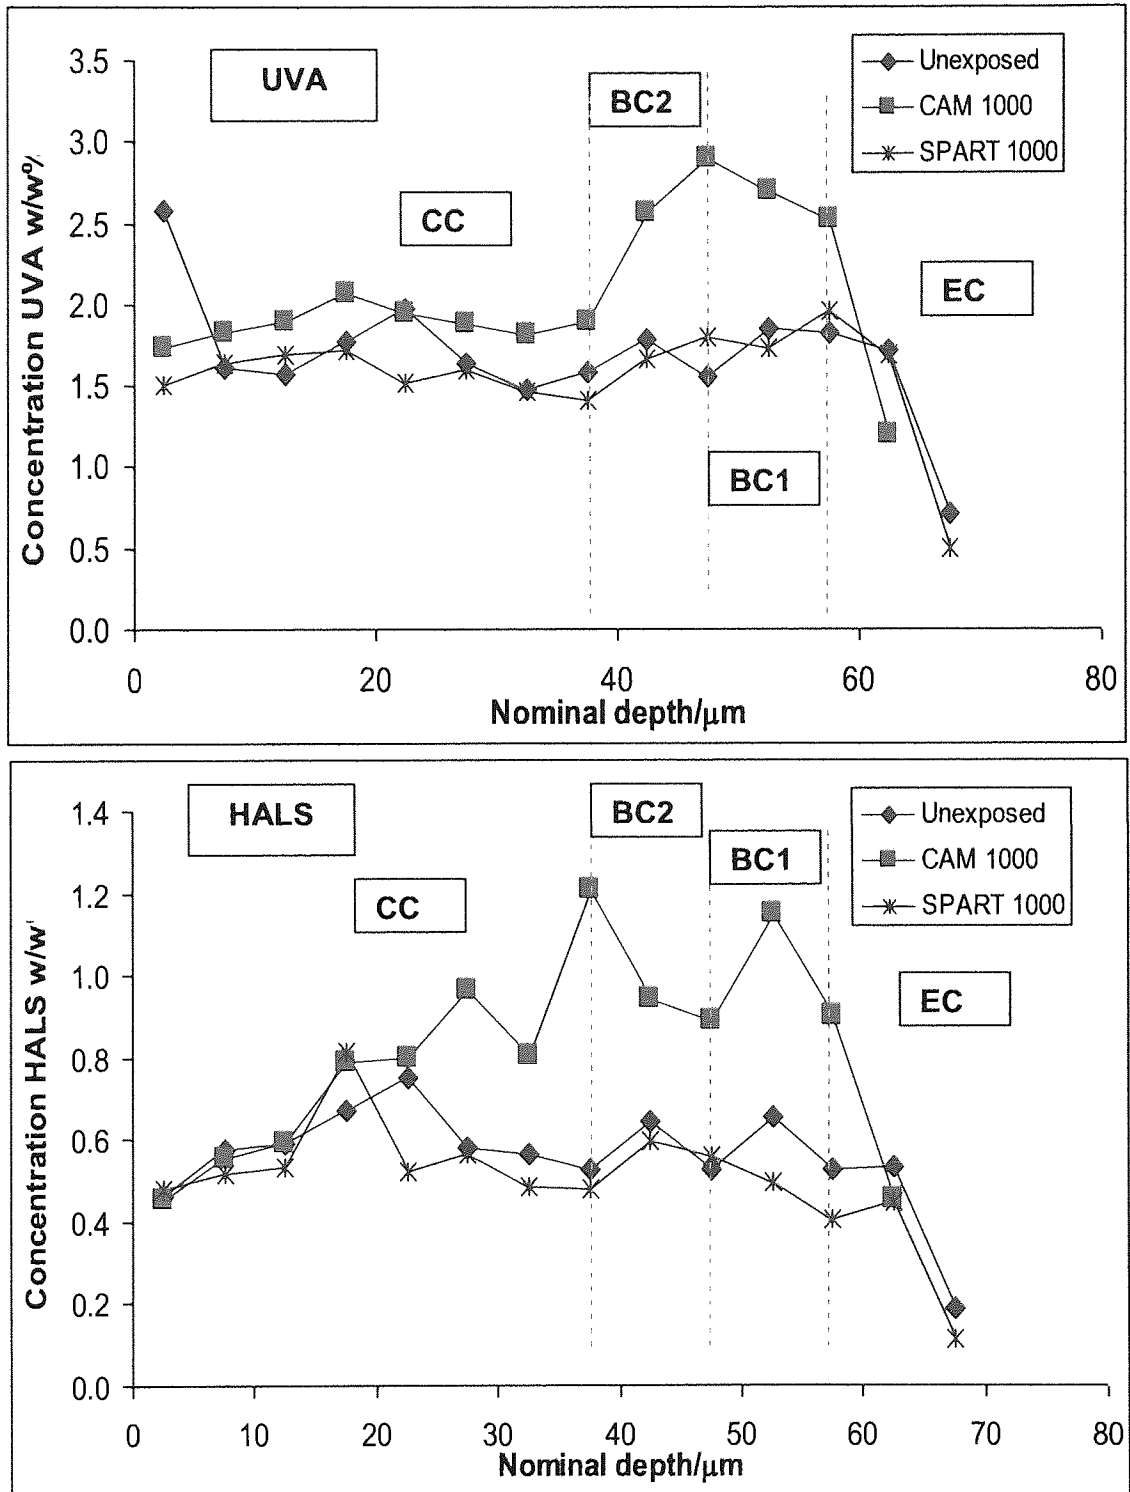 UVA
BC2
CC
BC1
EC
Unexposed
CAM 1000
SPART 1000
Concentration UVA w/w%
3.5
3.0
2.5
2.0
1.5
1.0
0.5
0.0
0 20 40 60 80
Nominal depth/µm
HALS
BC2
BC1
CC
EC
Unexposed
CAM 1000
SPART 1000
Concentration HALS w/w
1.4
1.2
1.0
0.8
0.6
0.4
0.2
0.0
0 10 20 30 40 50 60 70 80
Nominal depth/µm